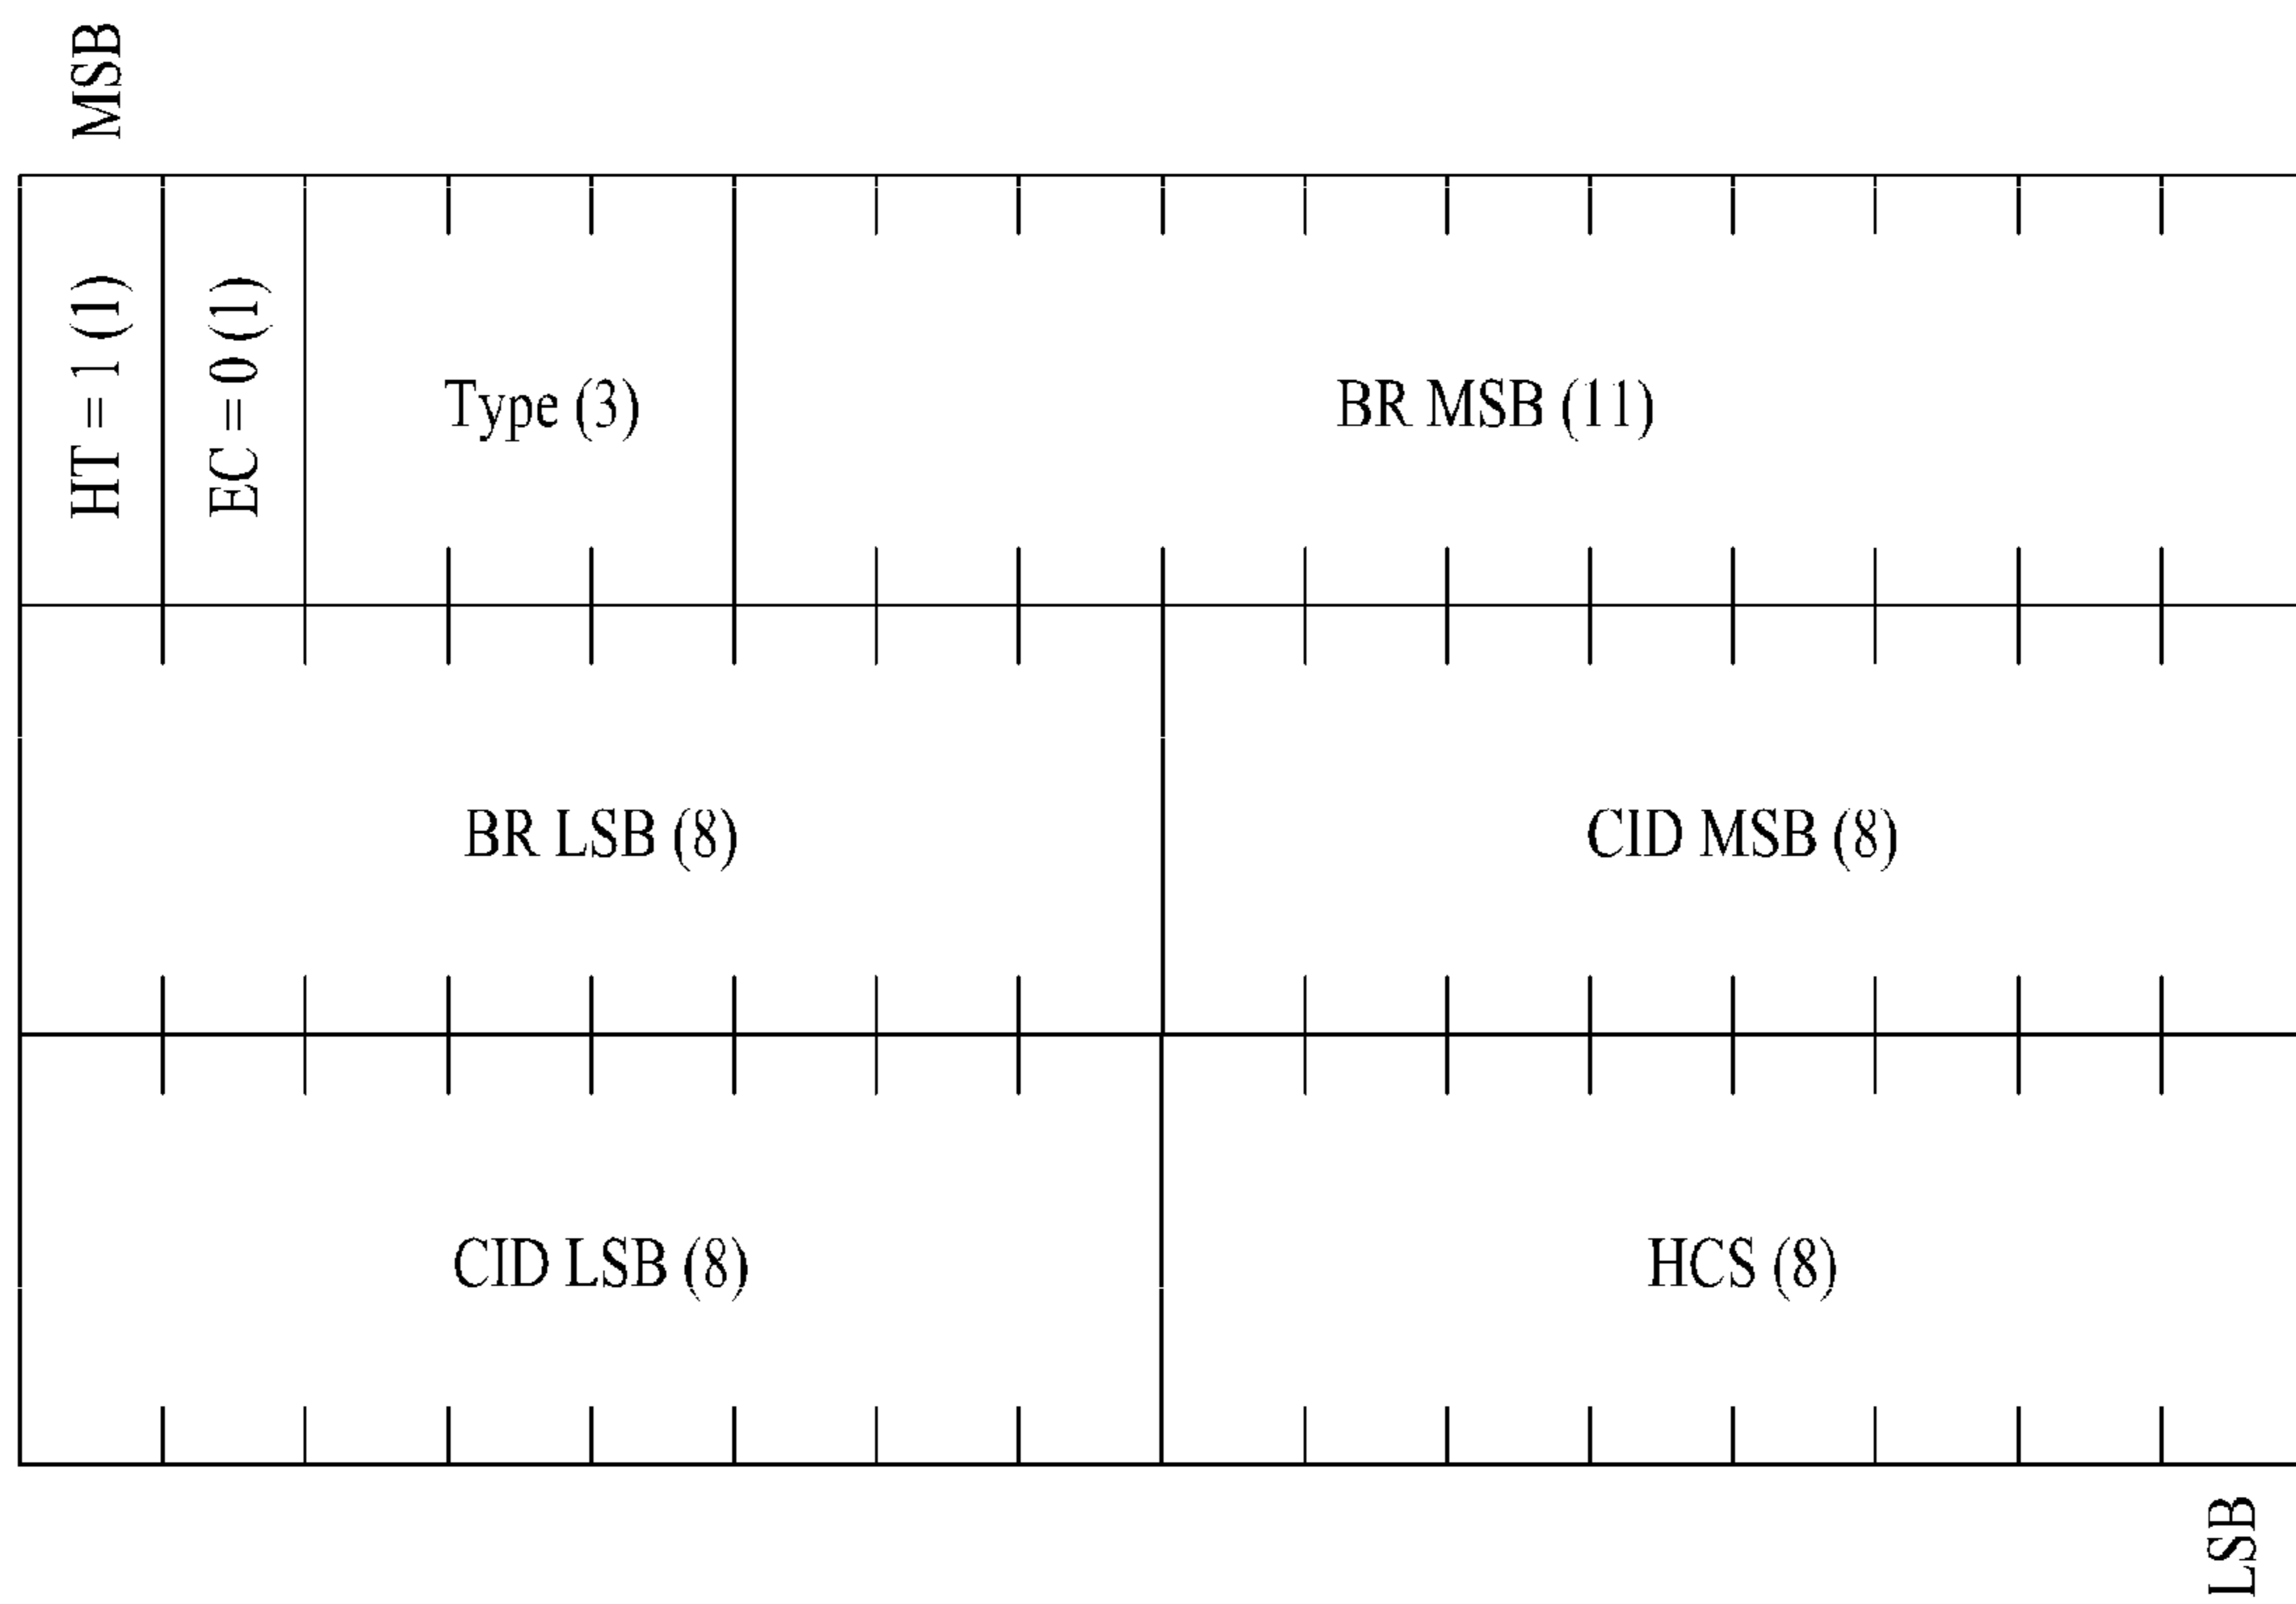 MSB
HT = 1 (1)
EC = 0 (1)
Type (3)
BR MSB (11)
BR LSB (8)
CID MSB (8)
CID LSB (8)
HCS (8)
LSB